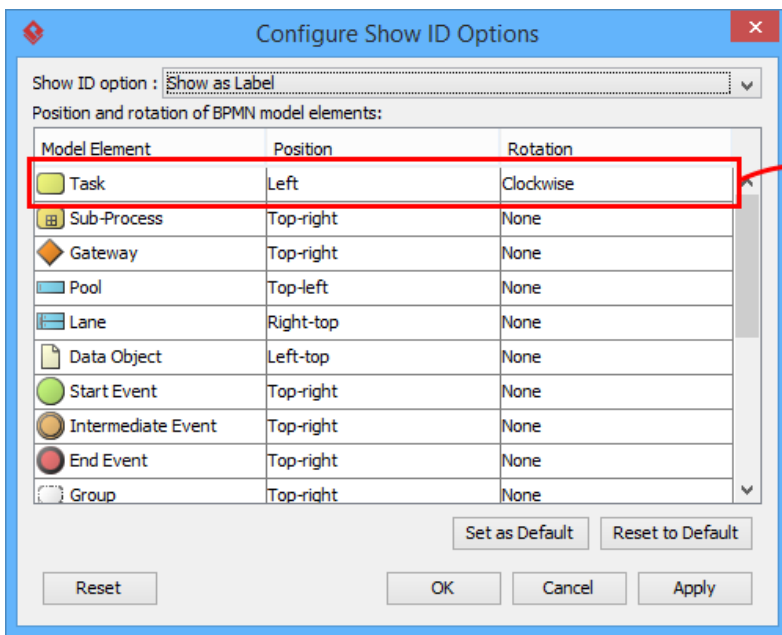 Configure Show ID Options
Show ID option : Show as Label
Position and rotation of BPMN model elements:
Model Element Position Rotation
Task Left Clockwise
Sub-Process Top-right None
Gateway Top-right None
Pool Top-left None
Lane Right-top None
Data Object Left-top None
Start Event Top-right None
Intermediate Event Top-right None
End Event Top-right None
Group Top-right None
Set as Default Reset to Default
Reset OK Cancel Apply